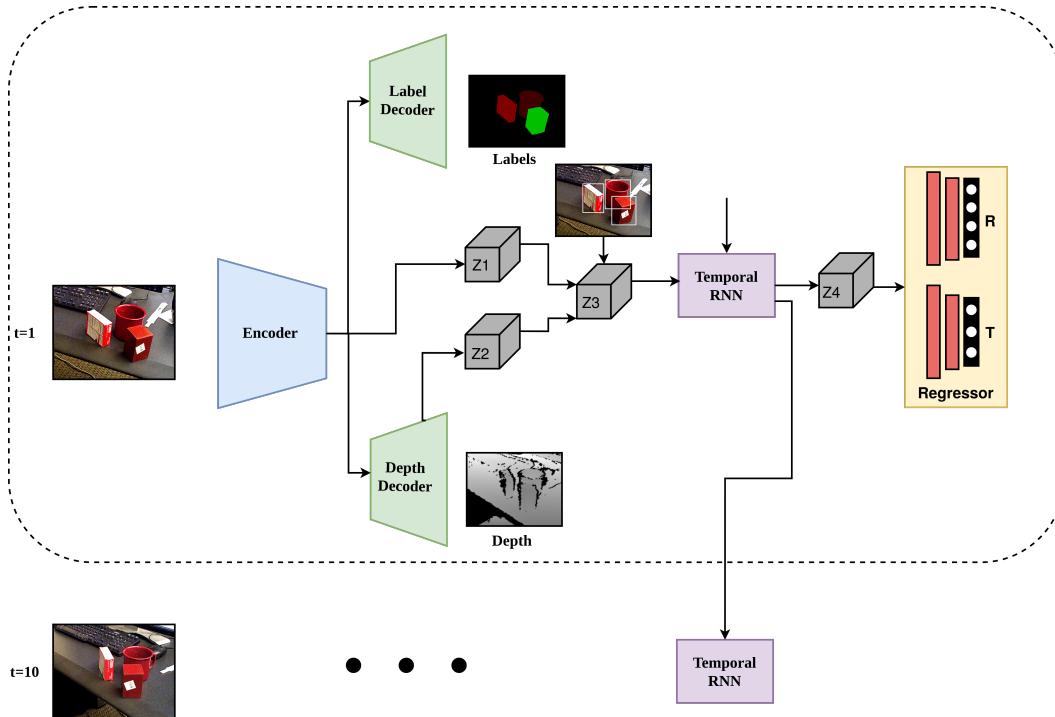 Label
Decoder
Labels
Z1
Temporal
RNN
R
Z4
Z3
t=1
Encoder
Z2
T
Regressor
Depth
Decoder
Depth
t=10
Temporal
RNN